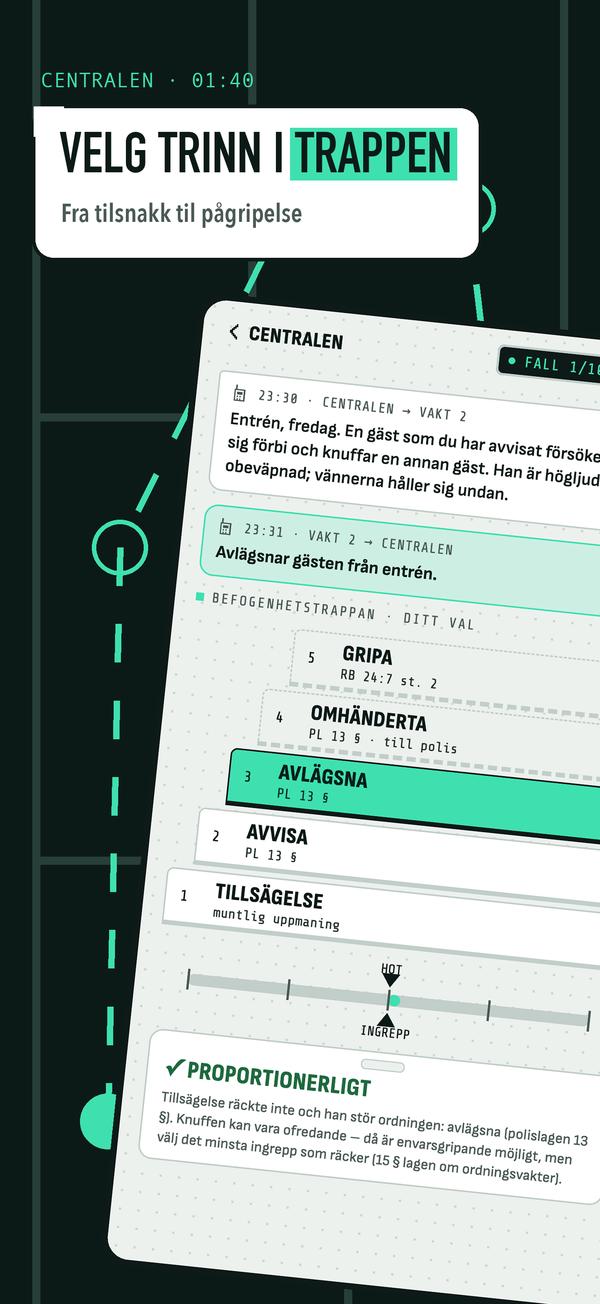 CENTRALEN · 01:40
VELG TRINN I TRAPPEN
Fra tilsnakk til pågripelse
CENTRALEN
FALL 1/10
23:30 · CENTRALEN → VAKT 2
Entrén, fredag. En gäst som du har avvisat försöke
sig förbi och knuffar en annan gäst. Han är högljud
obeväpnad; vännerna håller sig undan.
23:31 · VAKT 2 → CENTRALEN
Avlägsnar gästen från entrén.
BEFOGENHETSTRAPPAN · DITT VAL
5 GRIPA
RB 24:7 st. 2
4 OMHÄNDERTA
PL 13 § · till polis
3 AVLÄGSNA
PL 13 §
2 AVVISA
PL 13 §
1 TILLSÄGELSE
muntlig uppmaning
HOT
INGREPP
✓ PROPORTIONERLIGT
Tillsägelse räckte inte och han stör ordningen: avlägsna (polislagen 13
§). Knuffen kan vara ofredande – då är envarsgripande möjligt, men
välj det minsta ingrepp som räcker (15 § lagen om ordningsvakter).